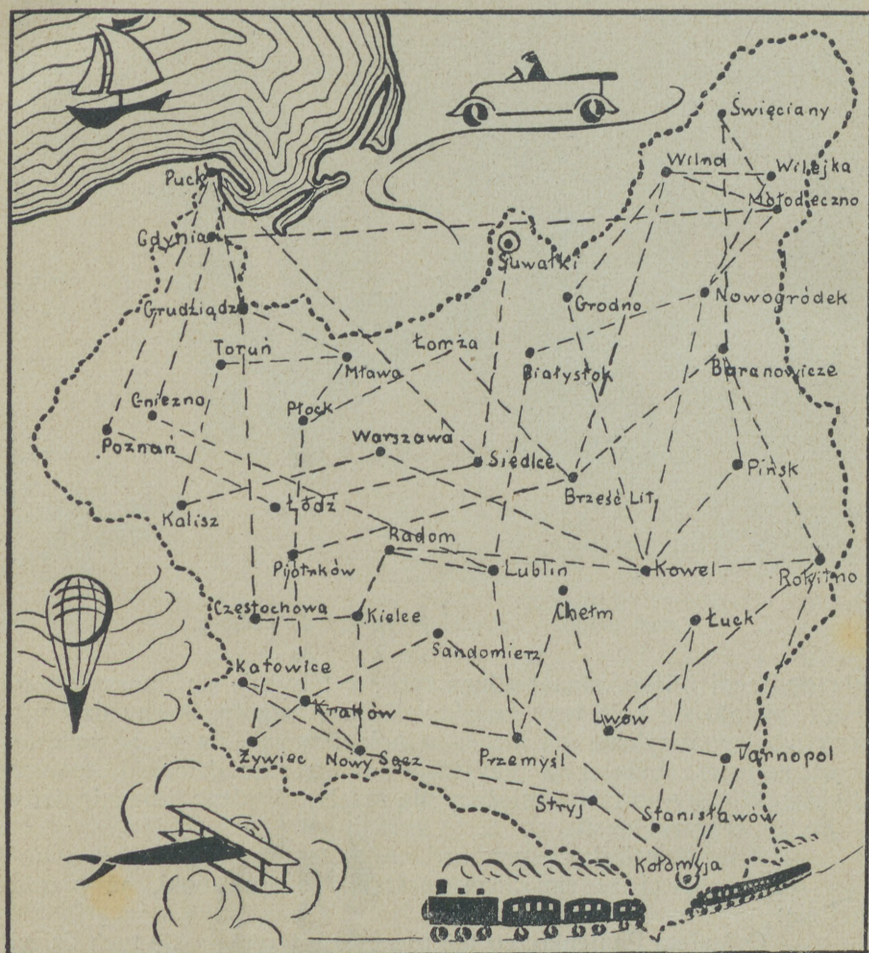 Święciany
Wilno
Wilejka
Puck
Mołodeczno
Gdynia
Suwałki
Grodno
Nowogródek
Grudziądz
Toruń
Łomża
Mława
Białystok
Baranowicze
Gniezno
Płock
Poznań
Warszawa
Siedlce
Pińsk
Brześć Lit.
Kalisz
Łódź
Radom
Piotrków
Lublin
Kowel
Rokitno
Częstochowa
Kielce
Chełm
Łuck
Sandomierz
Katowice
Kraków
Lwów
Żywiec
Nowy Sącz
Przemyśl
Tarnopol
Stryj
Stanisławów
Kołomyja